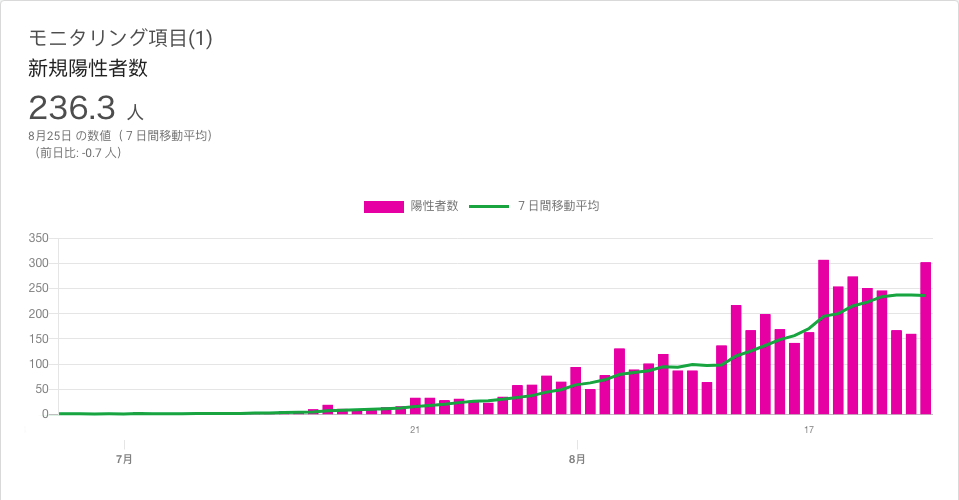 モニタリング項目(1)
新規陽性者数
236.3 人
8月25日 の数値（７日間移動平均）
（前日比: -0.7 人）
陽性者数 ７日間移動平均
350
300
250
200
150
100
50
0
21 17
7月 8月